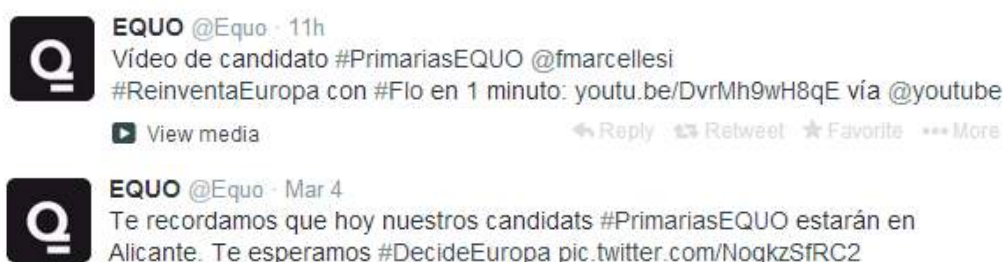 EQUO @Equo · 11h
Vídeo de candidato #PrimariasEQUO @fmarcellesi
#ReinventaEuropa con #Flo en 1 minuto: youtu.be/DvrMh9wH8qE vía @youtube
View media Reply Retweet Favorite More
EQUO @Equo · Mar 4
Te recordamos que hoy nuestros candidats #PrimariasEQUO estarán en
Alicante. Te esperamos #DecideEuropa pic.twitter.com/NogkzSfRC2